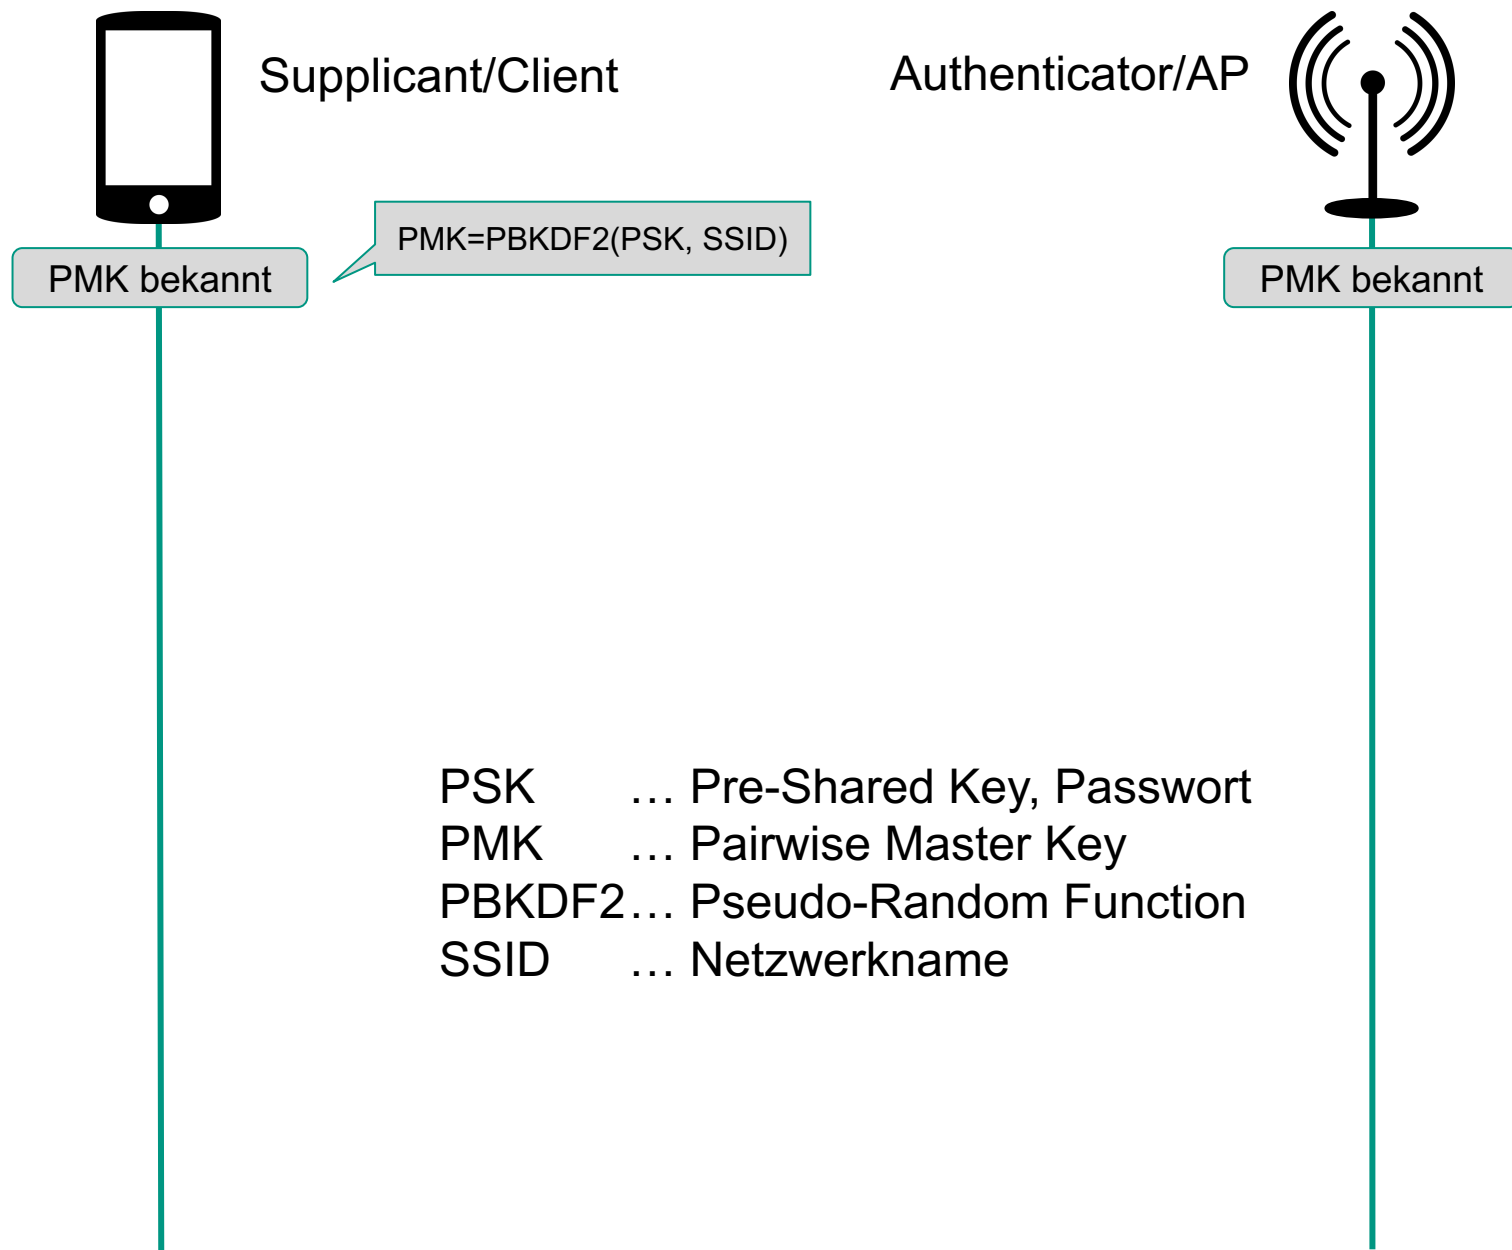 Supplicant/Client
Authenticator/AP
PMK=PBKDF2(PSK, SSID)
PMK bekannt
PMK bekannt
PSK … Pre-Shared Key, Passwort
PMK … Pairwise Master Key
PBKDF2… Pseudo-Random Function
SSID … Netzwerkname